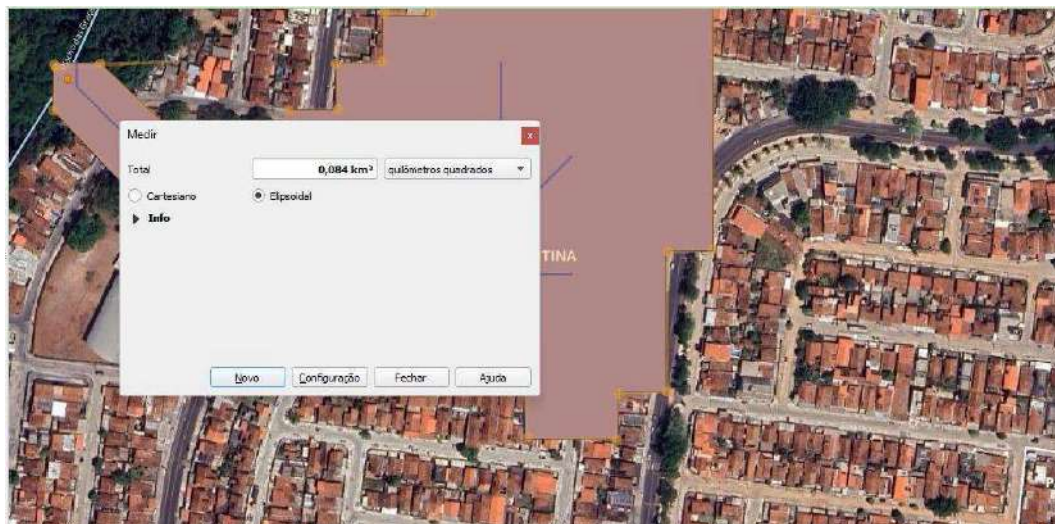 Medir
x
Total
0,084 km²
quilômetros quadrados
Cartesiano
Elipsoidal
Info
TINA
Novo
Configuração
Fechar
Ajuda